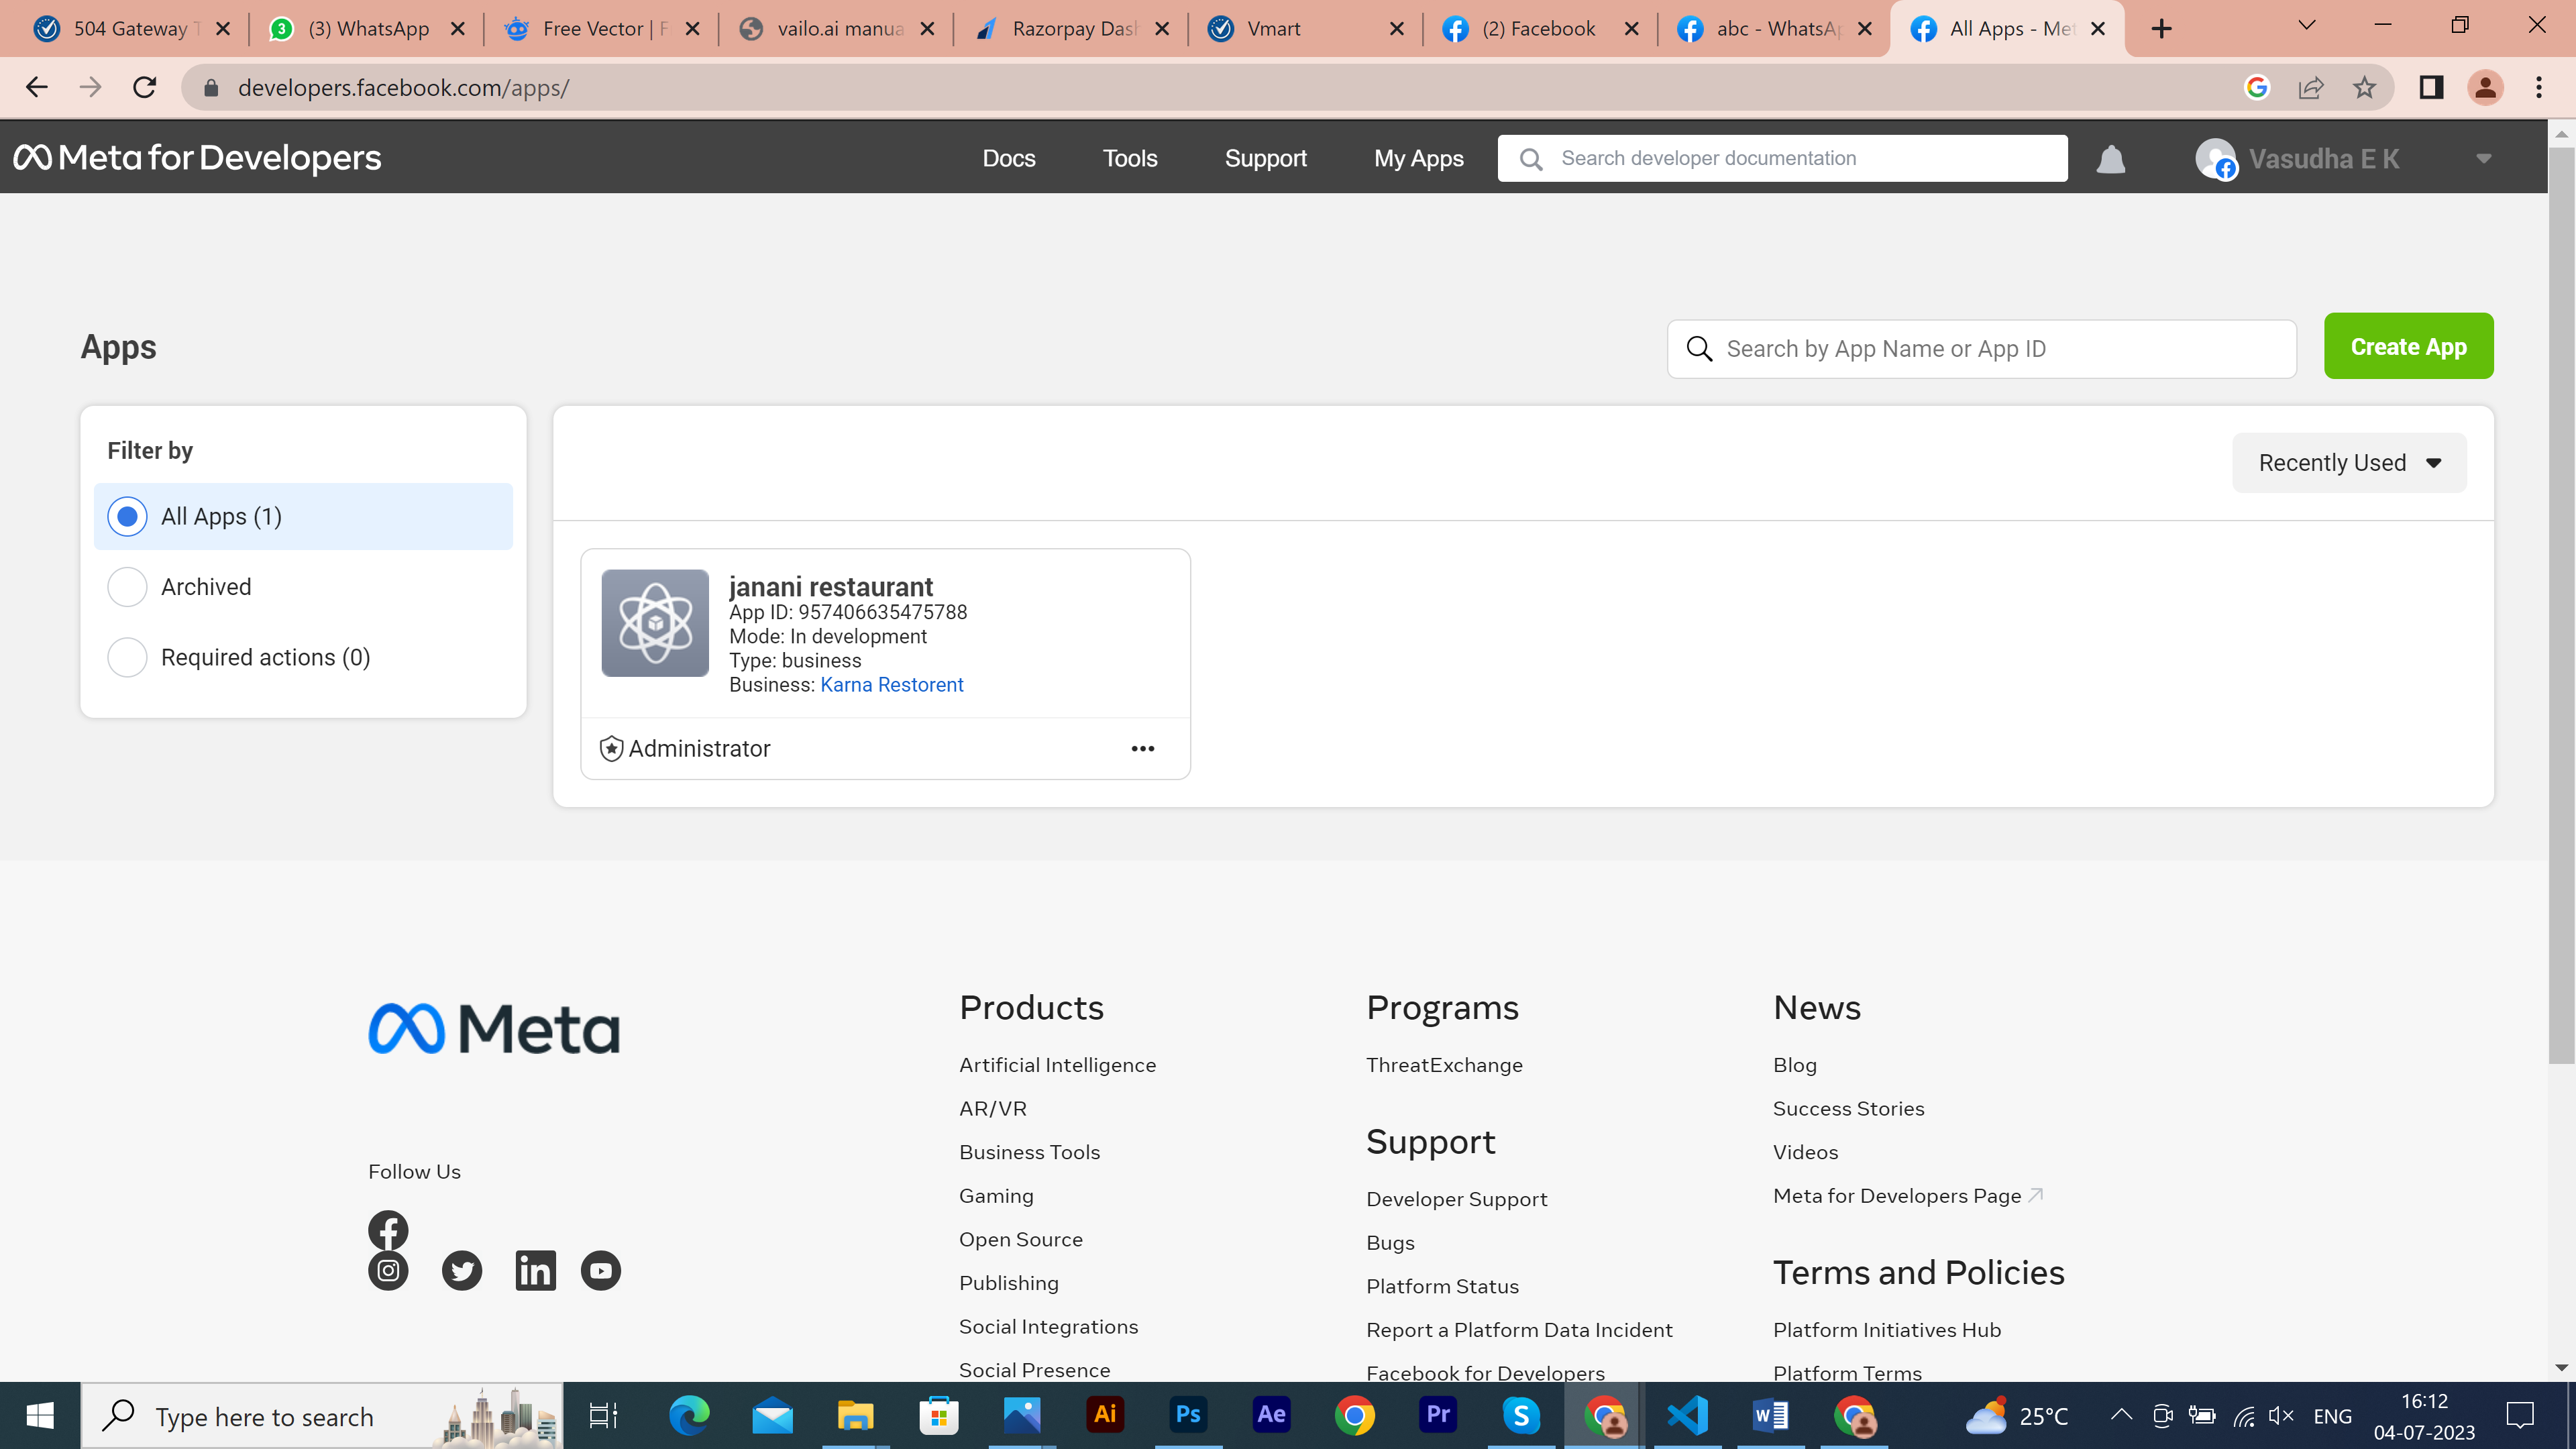 504 Gateway T
(3) WhatsApp
Free Vector | F
vailo.ai manua
Razorpay Dash
Vmart
(2) Facebook
abc - WhatsAp
All Apps - Met
developers.facebook.com/apps/
Meta for Developers
Docs
Tools
Support
My Apps
Search developer documentation
Vasudha E K
Apps
Search by App Name or App ID
Create App
Filter by
All Apps (1)
Archived
Required actions (0)
Recently Used
janani restaurant
App ID: 957406635475788
Mode: In development
Type: business
Business: Karna Restorent
Administrator
Meta
Follow Us
Products
Artificial Intelligence
AR/VR
Business Tools
Gaming
Open Source
Publishing
Social Integrations
Social Presence
Programs
ThreatExchange
Support
Developer Support
Bugs
Platform Status
Report a Platform Data Incident
Facebook for Developers
News
Blog
Success Stories
Videos
Meta for Developers Page
Terms and Policies
Platform Initiatives Hub
Platform Terms
Type here to search
Ai
Ps
Ae
Pr
25°C
ENG
16:12
04-07-2023